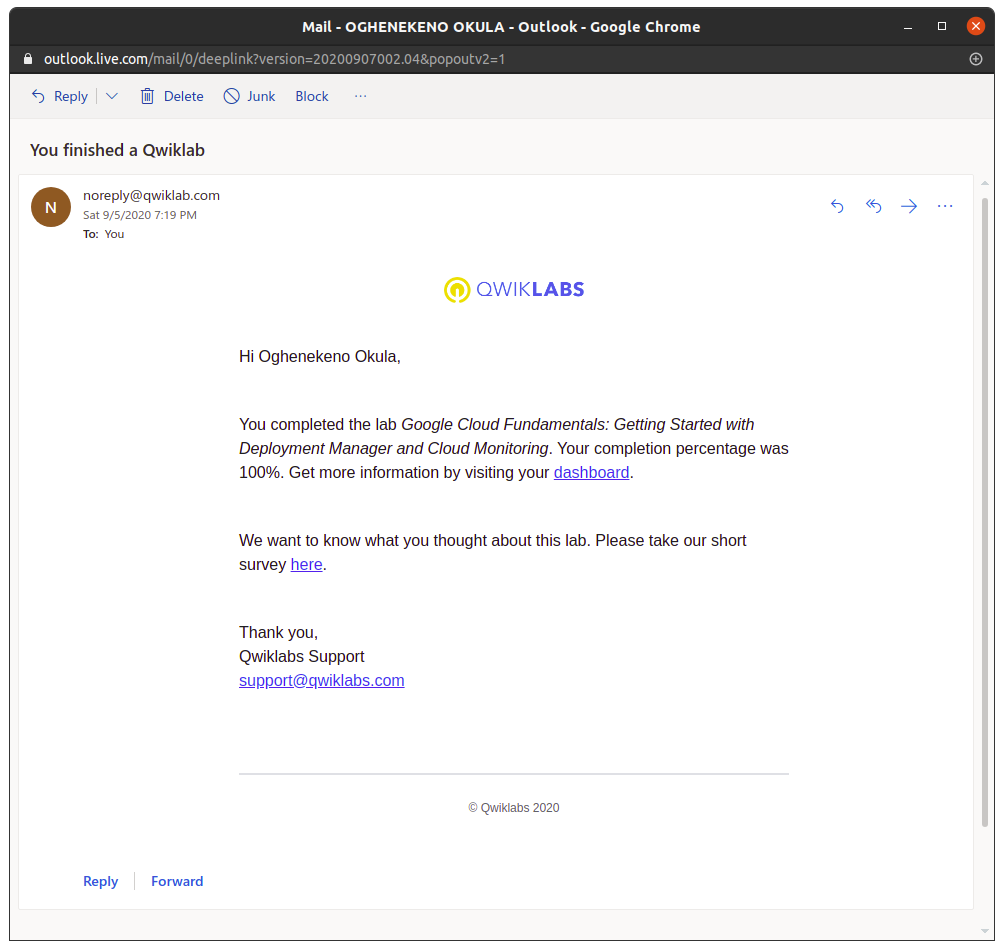 Mail - OGHENEKENO OKULA - Outlook - Google Chrome
outlook.live.com/mail/0/deeplink?version=20200907002.04&popoutv2=1
Reply Delete Junk Block ...
You finished a Qwiklab
N
noreply@qwiklab.com
Sat 9/5/2020 7:19 PM
To: You
QWIKLABS
Hi Oghenekeno Okula,
You completed the lab Google Cloud Fundamentals: Getting Started with
Deployment Manager and Cloud Monitoring. Your completion percentage was
100%. Get more information by visiting your dashboard.
We want to know what you thought about this lab. Please take our short
survey here.
Thank you,
Qwiklabs Support
support@qwiklabs.com
© Qwiklabs 2020
Reply Forward